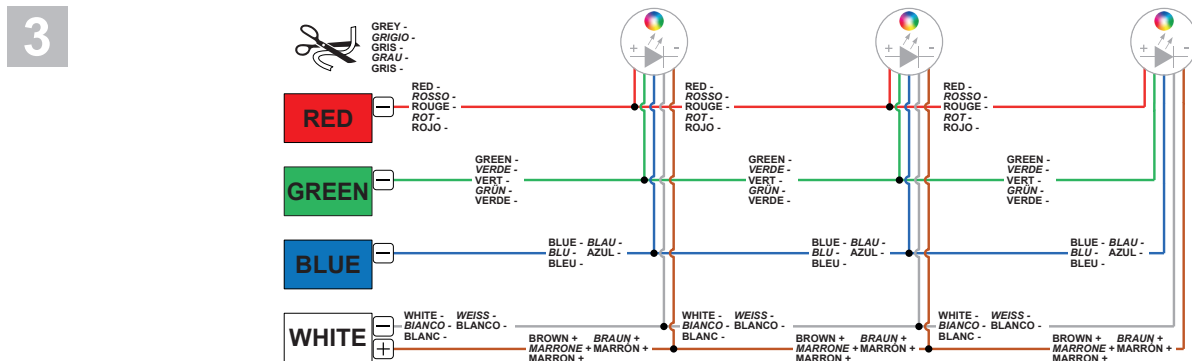 3
GREY -
GRIGIO -
GRIS -
GRAU -
GRIS -
+ -
+ -
+ -
RED
−
RED -
ROSSO -
ROUGE -
ROT -
ROJO -
RED -
ROSSO -
ROUGE -
ROT -
ROJO -
RED -
ROSSO -
ROUGE -
ROT -
ROJO -
GREEN
−
GREEN -
VERDE -
VERT -
GRÜN -
VERDE -
GREEN -
VERDE -
VERT -
GRÜN -
VERDE -
GREEN -
VERDE -
VERT -
GRÜN -
VERDE -
BLUE
−
BLUE - BLAU -
BLU - AZUL -
BLEU -
BLUE - BLAU -
BLU - AZUL -
BLEU -
BLUE - BLAU -
BLU - AZUL -
BLEU -
WHITE
−
+
WHITE - WEISS -
BIANCO - BLANCO -
BLANC -
BROWN + BRAUN +
MARRONE + MARRÓN +
MARRON +
WHITE - WEISS -
BIANCO - BLANCO -
BLANC -
BROWN + BRAUN +
MARRONE + MARRÓN +
MARRON +
WHITE - WEISS -
BIANCO - BLANCO -
BLANC -
BROWN + BRAUN +
MARRONE + MARRÓN +
MARRON +